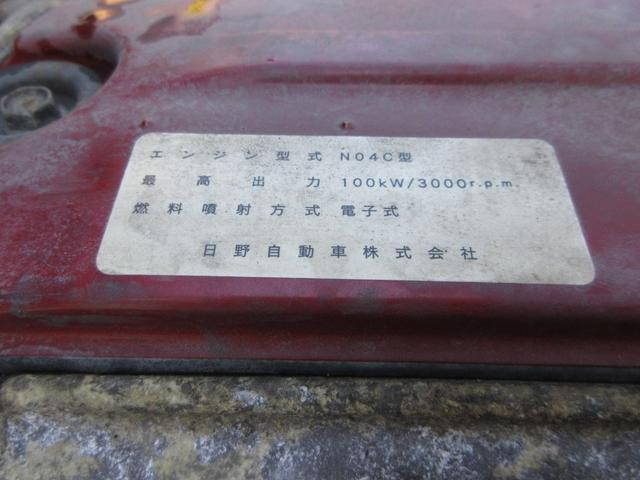 エンジン型式 N04C型
最高出力 100kW/3000r.p.m.
燃料噴射方式 電子式
日野自動車株式会社